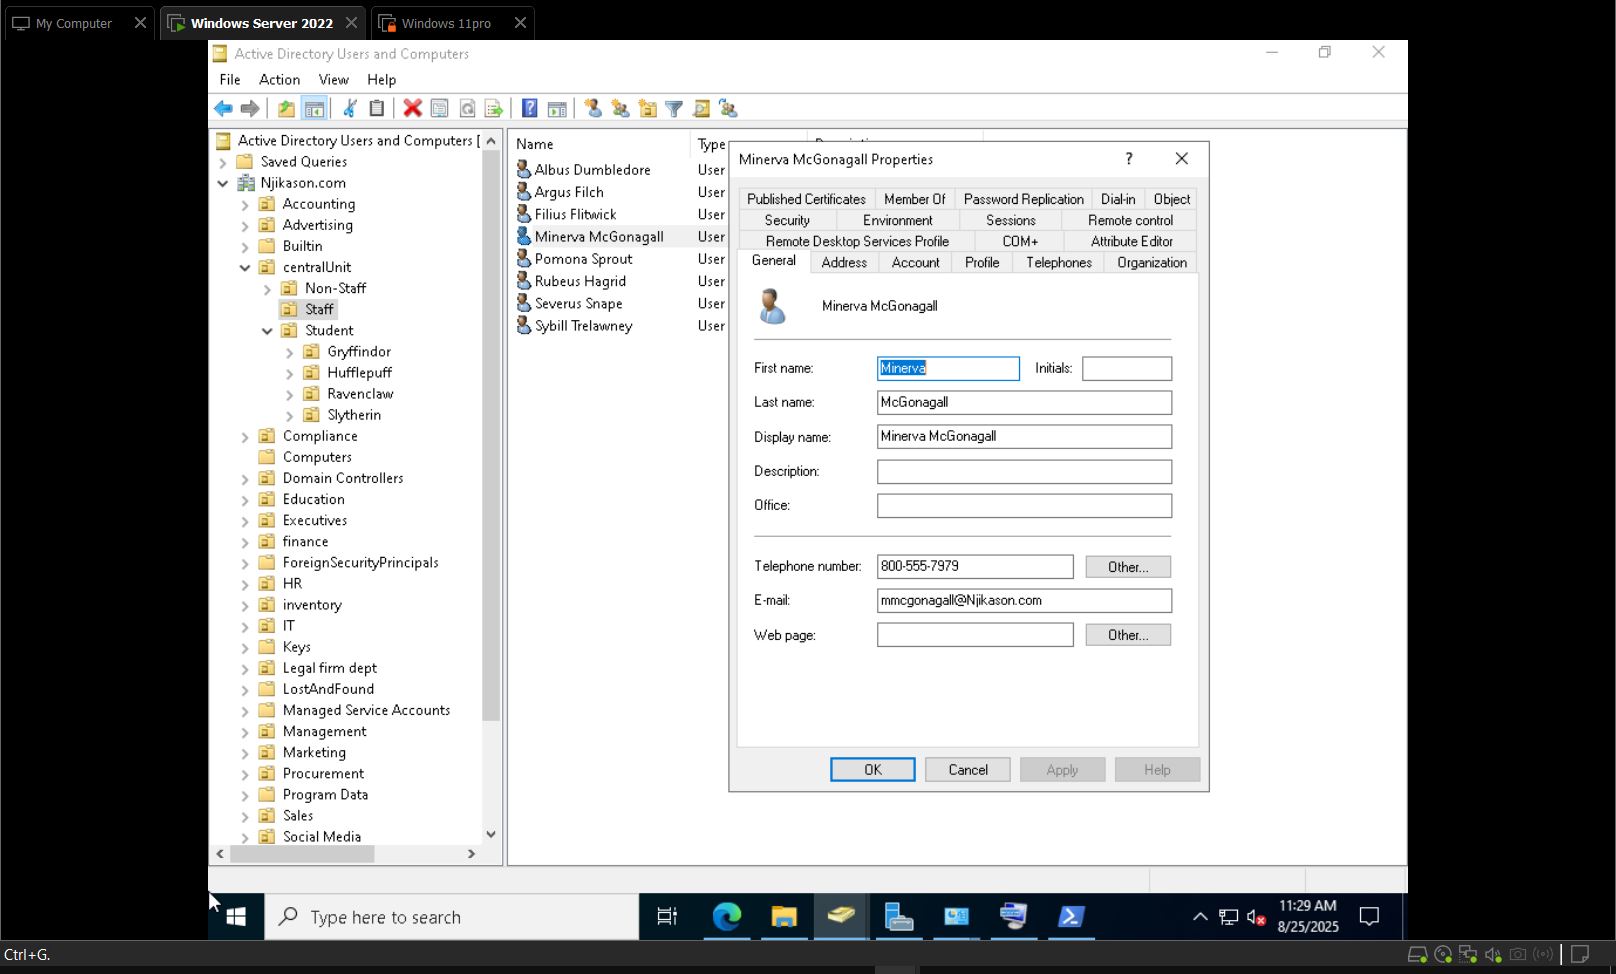 My Computer
Windows Server 2022
Windows 11pro
Active Directory Users and Computers
File Action View Help
Active Directory Users and Computers [
Saved Queries
Njikason.com
Accounting
Advertising
Builtin
centralUnit
Non-Staff
Staff
Student
Gryffindor
Hufflepuff
Ravenclaw
Slytherin
Compliance
Computers
Domain Controllers
Education
Executives
finance
ForeignSecurityPrincipals
HR
inventory
IT
Keys
Legal firm dept
LostAndFound
Managed Service Accounts
Management
Marketing
Procurement
Program Data
Sales
Social Media
Name Type
Albus Dumbledore User
Argus Filch User
Filius Flitwick User
Minerva McGonagall User
Pomona Sprout User
Rubeus Hagrid User
Severus Snape User
Sybill Trelawney User
Minerva McGonagall Properties
?
Published Certificates Member Of Password Replication Dial-in Object
Security Environment Sessions Remote control
Remote Desktop Services Profile COM+ Attribute Editor
General Address Account Profile Telephones Organization
Minerva McGonagall
First name: Minerva Initials:
Last name: McGonagall
Display name: Minerva McGonagall
Description:
Office:
Telephone number: 800-555-7979 Other...
E-mail: mmcgonagall@Njikason.com
Web page: Other...
OK Cancel Apply Help
Type here to search
11:29 AM
8/25/2025
Ctrl+G.